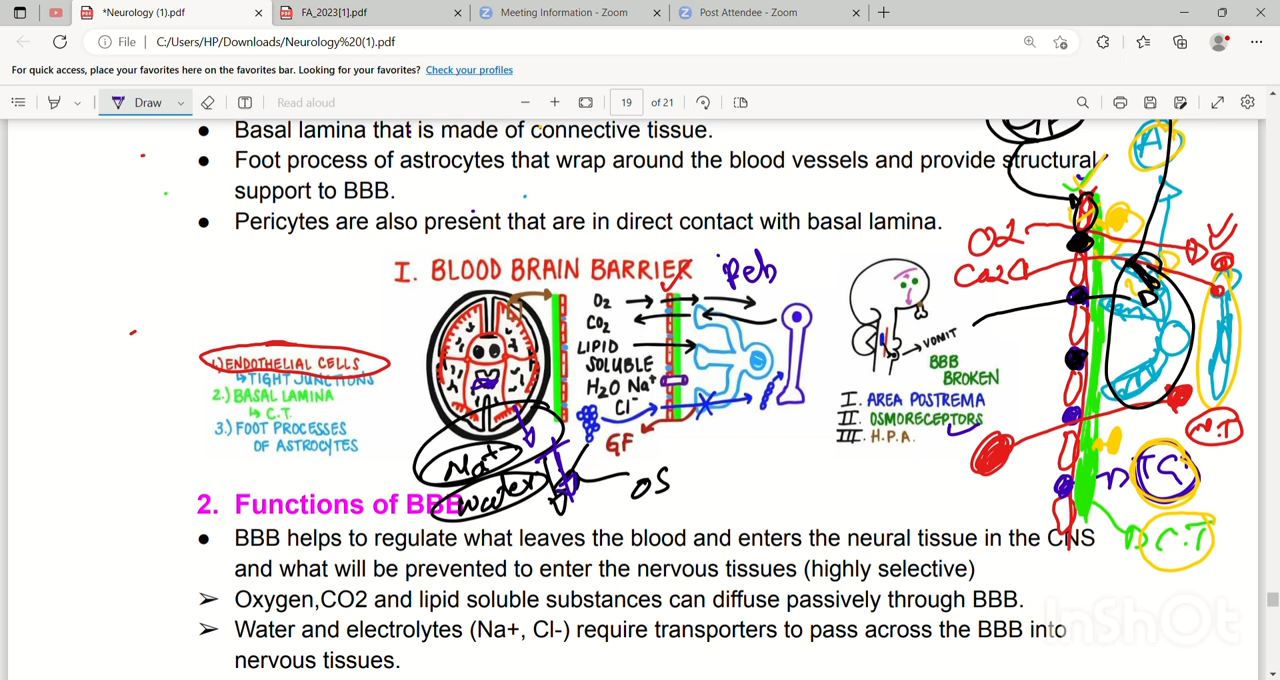 *Neurology (1).pdf
FA_2023[1].pdf
Meeting Information - Zoom
Post Attendee - Zoom
File
C:/Users/HP/Downloads/Neurology%20(1).pdf
For quick access, place your favorites here on the favorites bar. Looking for your favorites? Check your profiles
Draw
Read aloud
19 of 21
Basal lamina that is made of connective tissue.
Foot process of astrocytes that wrap around the blood vessels and provide structural
support to BBB.
Pericytes are also present that are in direct contact with basal lamina.
A
O2
Co2
I. BLOOD BRAIN BARRIER
O2
CO2
LIPID
SOLUBLE
H2O Na+
Cl-
GF
VOMIT
BBB
BROKEN
1.) ENDOTHELIAL CELLS
TIGHT JUNCTIONS
2.) BASAL LAMINA
C.T.
3.) FOOT PROCESSES
OF ASTROCYTES
I. AREA POSTREMA
II. OSMORECEPTORS
III. H.P.A.
N.T
Na+
water
OS
TG
C.T
2. Functions of BBB
BBB helps to regulate what leaves the blood and enters the neural tissue in the CNS
and what will be prevented to enter the nervous tissues (highly selective)
➢ Oxygen,CO2 and lipid soluble substances can diffuse passively through BBB.
➢ Water and electrolytes (Na+, Cl-) require transporters to pass across the BBB into
nervous tissues.
InShOt